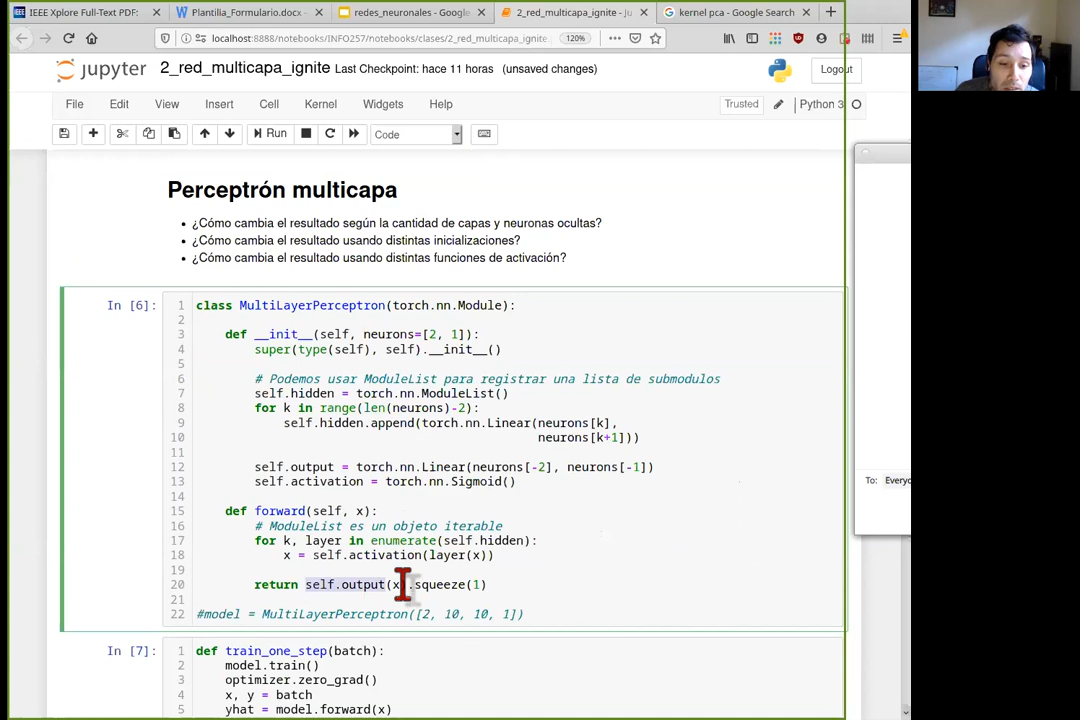 IEEE Xplore Full-Text PDF:
Plantilla_Formulario.docx -
redes_neuronales - Google
2_red_multicapa_ignite - Ju
kernel pca - Google Search
localhost:8888/notebooks/INFO257/notebooks/clases/2_red_multicapa_ignite.
120%
jupyter 2_red_multicapa_ignite Last Checkpoint: hace 11 horas (unsaved changes)
Logout
File Edit View Insert Cell Kernel Widgets Help
Trusted
Python 3
Run
Code
Perceptrón multicapa
• ¿Cómo cambia el resultado según la cantidad de capas y neuronas ocultas?
• ¿Cómo cambia el resultado usando distintas inicializaciones?
• ¿Cómo cambia el resultado usando distintas funciones de activación?
In [6]:
1 class MultiLayerPerceptron(torch.nn.Module):
2
3 def __init__(self, neurons=[2, 1]):
4 super(type(self), self).__init__()
5
6 # Podemos usar ModuleList para registrar una lista de submodulos
7 self.hidden = torch.nn.ModuleList()
8 for k in range(len(neurons)-2):
9 self.hidden.append(torch.nn.Linear(neurons[k],
10 neurons[k+1]))
11
12 self.output = torch.nn.Linear(neurons[-2], neurons[-1])
13 self.activation = torch.nn.Sigmoid()
14
15 def forward(self, x):
16 # ModuleList es un objeto iterable
17 for k, layer in enumerate(self.hidden):
18 x = self.activation(layer(x))
19
20 return self.output(x).squeeze(1)
21
22 #model = MultiLayerPerceptron([2, 10, 10, 1])
In [7]:
1 def train_one_step(batch):
2 model.train()
3 optimizer.zero_grad()
4 x, y = batch
5 yhat = model.forward(x)
To: Everyo